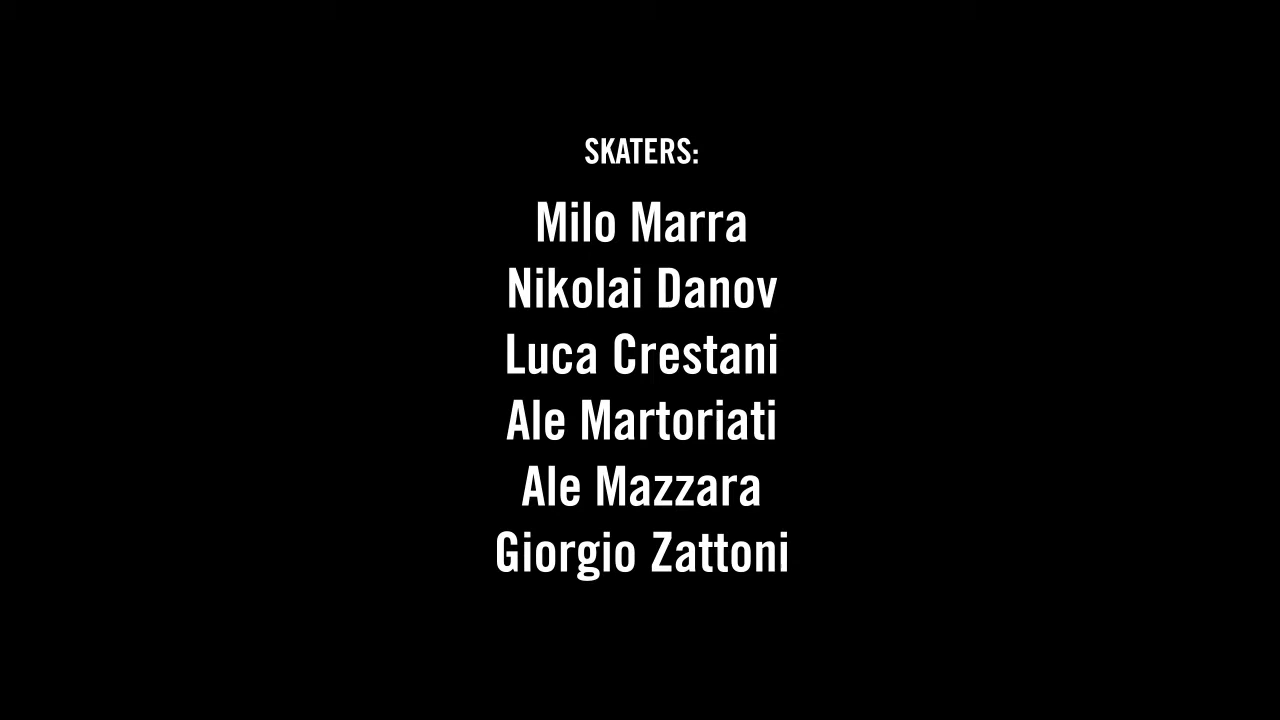 SKATERS:
Milo Marra
Nikolai Danov
Luca Crestani
Ale Martoriati
Ale Mazzara
Giorgio Zattoni